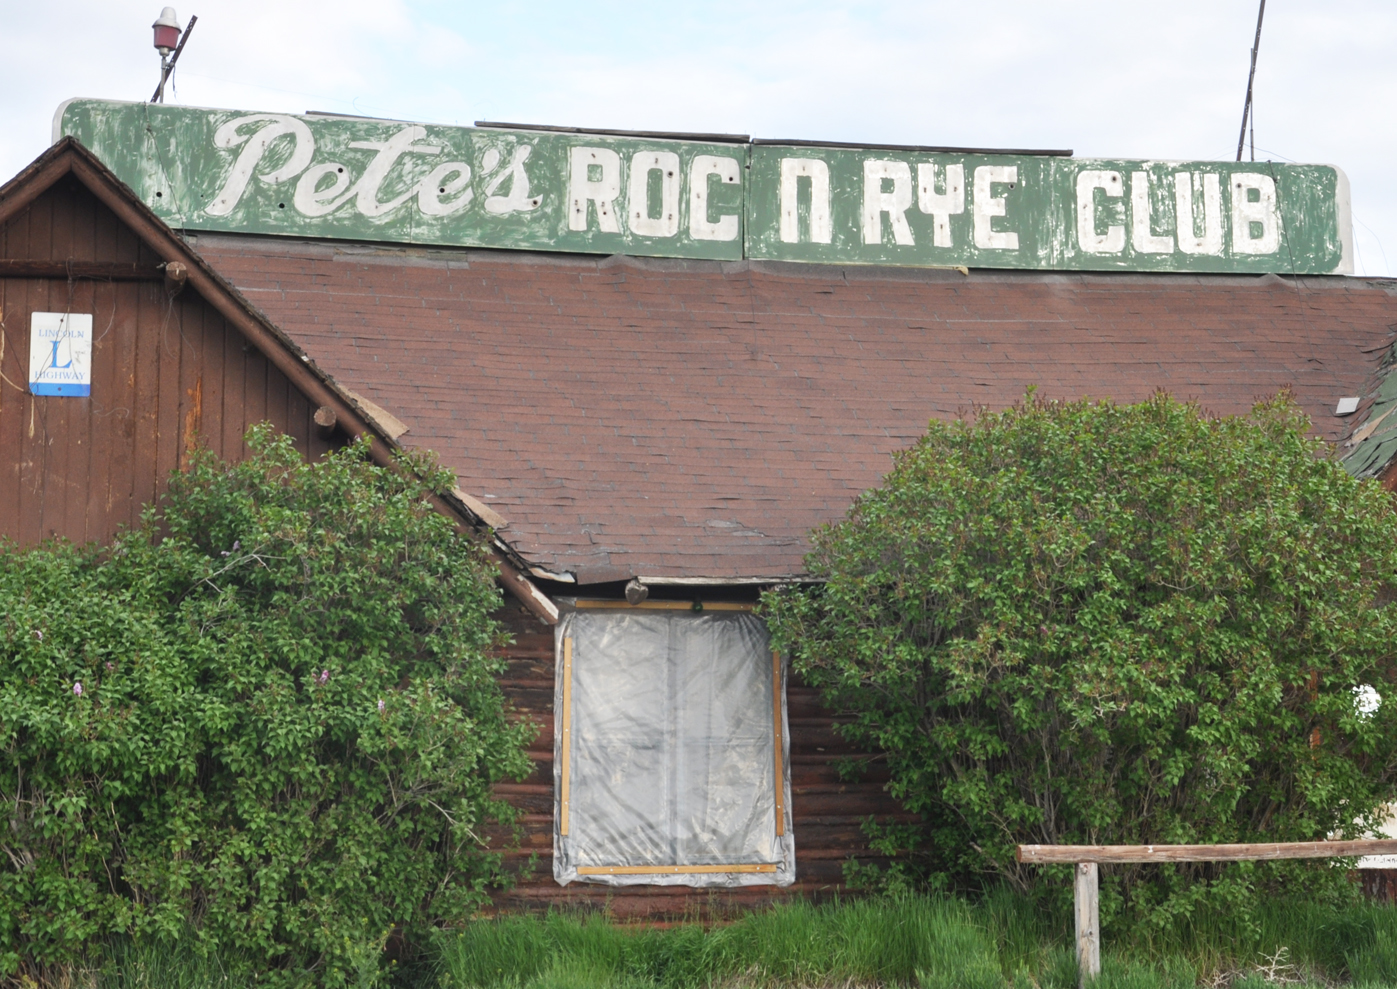 Pete's ROC N RYE CLUB
LINCOLN
L
HIGHWAY